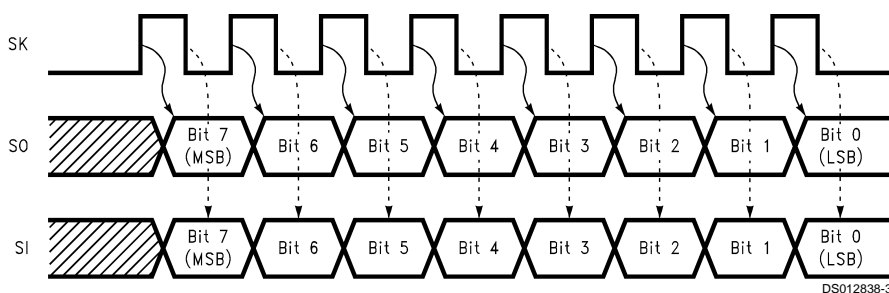 SK
SO
Bit 7
(MSB)
Bit 6
Bit 5
Bit 4
Bit 3
Bit 2
Bit 1
Bit 0
(LSB)
SI
Bit 7
(MSB)
Bit 6
Bit 5
Bit 4
Bit 3
Bit 2
Bit 1
Bit 0
(LSB)
DS012838-3